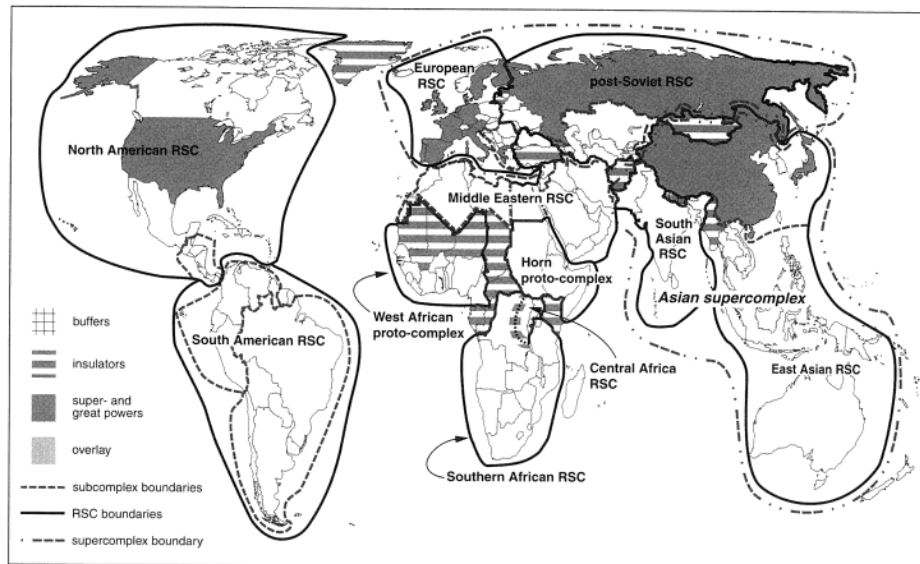 European
RSC
post-Soviet RSC
North American RSC
Middle Eastern RSC
South
Asian
RSC
Horn
proto-complex
Asian supercomplex
West African
proto-complex
South American RSC
Central Africa
RSC
East Asian RSC
Southern African RSC
buffers
insulators
super- and
great powers
overlay
subcomplex boundaries
RSC boundaries
supercomplex boundary